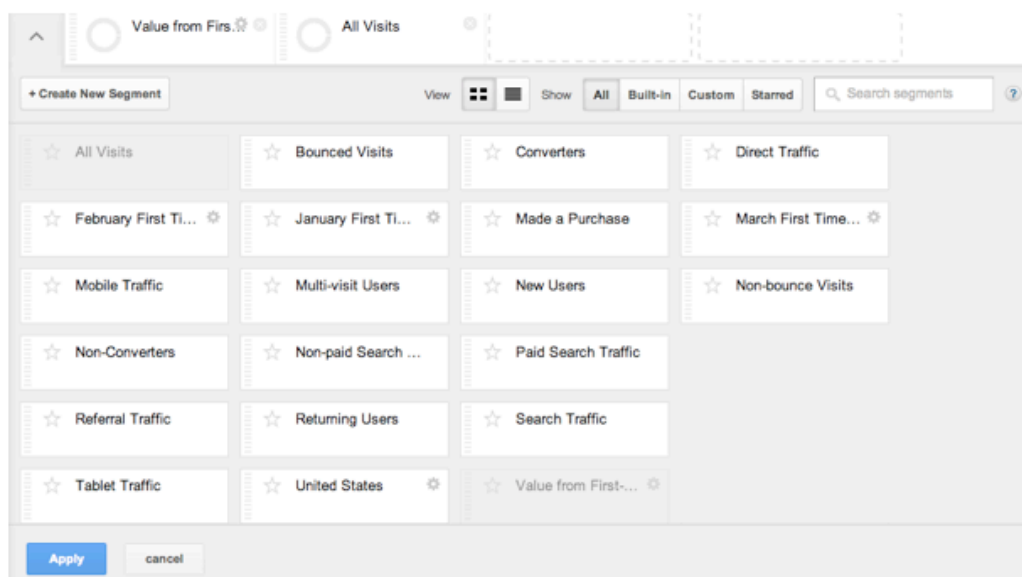 Value from Firs... All Visits
+ Create New Segment View Show All Built-in Custom Starred Search segments ?
All Visits Bounced Visits Converters Direct Traffic
February First Ti... January First Ti... Made a Purchase March First Time...
Mobile Traffic Multi-visit Users New Users Non-bounce Visits
Non-Converters Non-paid Search ... Paid Search Traffic
Referral Traffic Returning Users Search Traffic
Tablet Traffic United States Value from First-...
Apply cancel